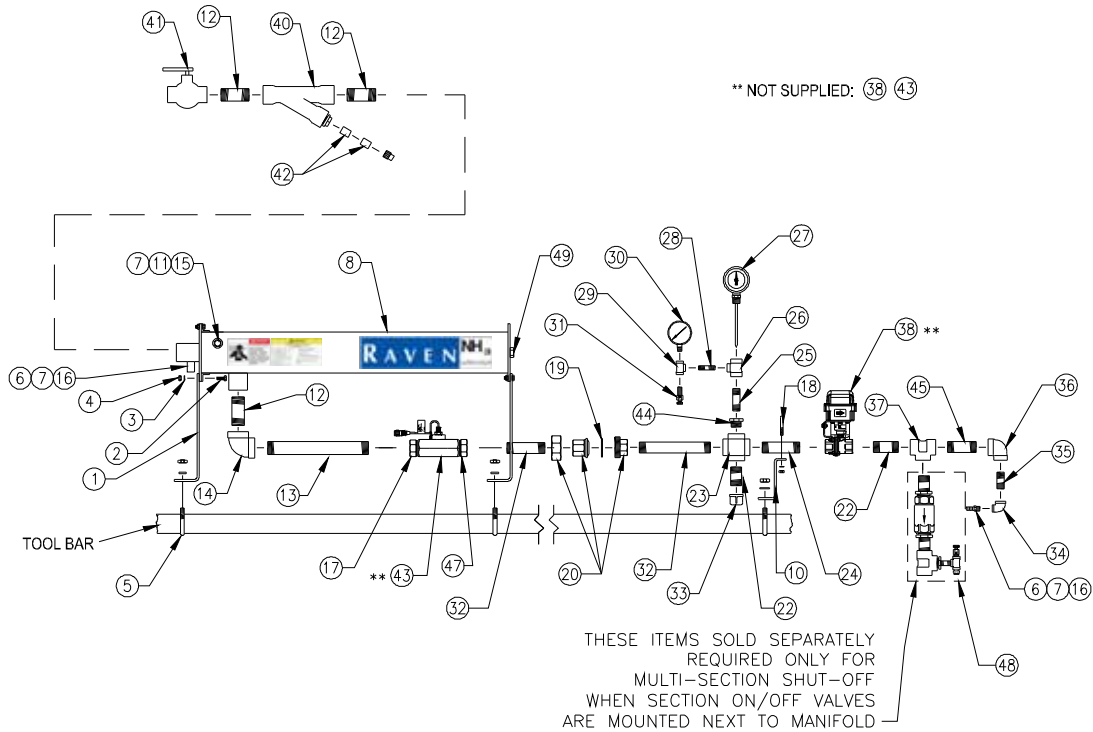 41 12 40 12
** NOT SUPPLIED: 38 43
42
27
7 11 15 8 49 30
29 28 26
31 38 **
RAVEN NH3
6 7 16
4
3
2
1
12
14
13
17
** 43
47
32
19
20
44
25
18
37
45
36
35
23
32
24
22
34
33
10
22
6 7 16
48
TOOL BAR
5
THESE ITEMS SOLD SEPARATELY
REQUIRED ONLY FOR
MULTI-SECTION SHUT-OFF
WHEN SECTION ON/OFF VALVES
ARE MOUNTED NEXT TO MANIFOLD